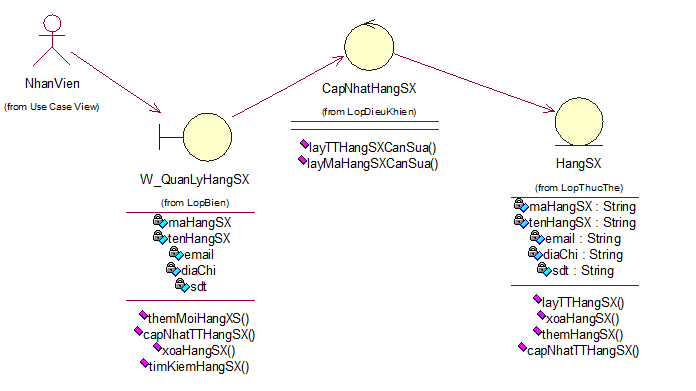 NhanVien
(from Use Case View)
W_QuanLyHangSX
(from LopBien)
maHangSX
tenHangSX
email
diaChi
sdt
themMoiHangXS()
capNhatTTHangSX()
xoaHangSX()
timKiemHangSX()
CapNhatHangSX
(from LopDieuKhien)
layTTHangSXCanSua()
layMaHangSXCanSua()
HangSX
(from LopThucThe)
maHangSX : String
tenHangSX : String
email : String
diaChi : String
sdt : String
layTTHangSX()
xoaHangSX()
themHangSX()
capNhatTTHangSX()